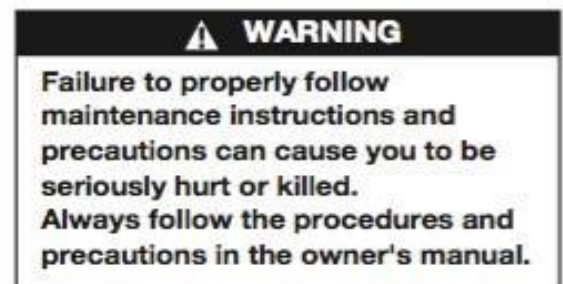 WARNING
Failure to properly follow
maintenance instructions and
precautions can cause you to be
seriously hurt or killed.
Always follow the procedures and
precautions in the owner's manual.